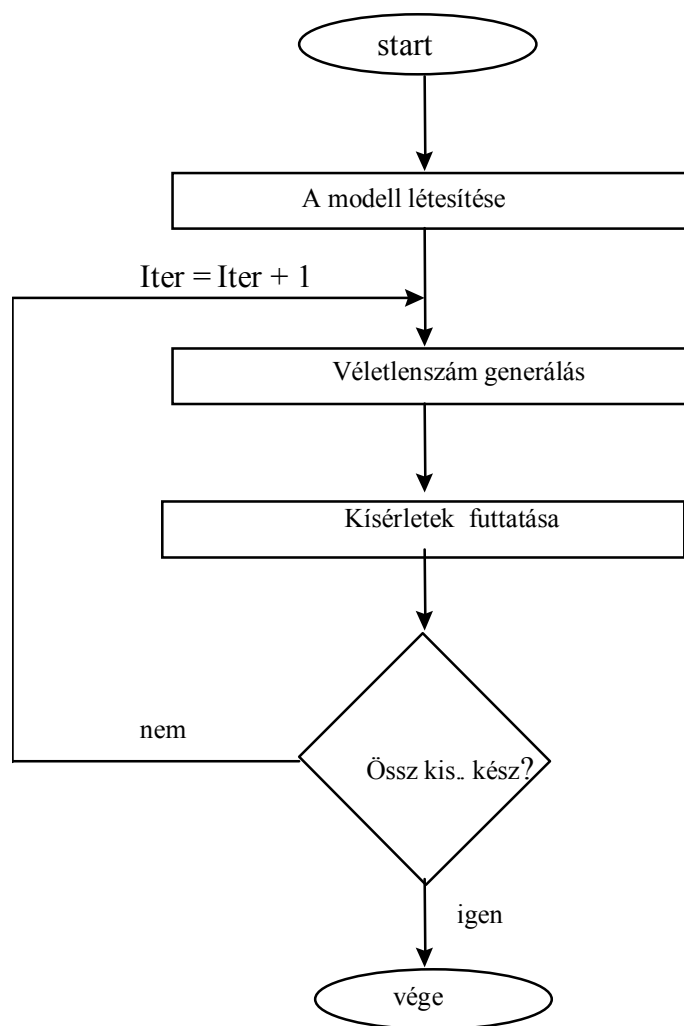 start
A modell létesítése
Iter = Iter + 1
Véletlenszám generálás
Kísérletek futtatása
nem
Össz kis.. kész?
igen
vége